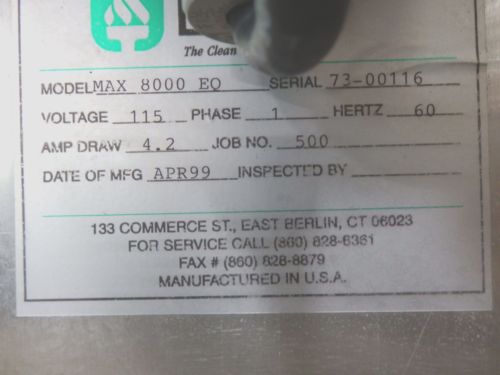 The Clean
MODEL MAX 8000 EQ SERIAL 73-00116
VOLTAGE 115 PHASE 1 HERTZ 60
AMP DRAW 4.2 JOB NO. 500
DATE OF MFG APR99 INSPECTED BY
133 COMMERCE ST., EAST BERLIN, CT 06023
FOR SERVICE CALL (860) 828-6361
FAX # (860) 828-8879
MANUFACTURED IN U.S.A.